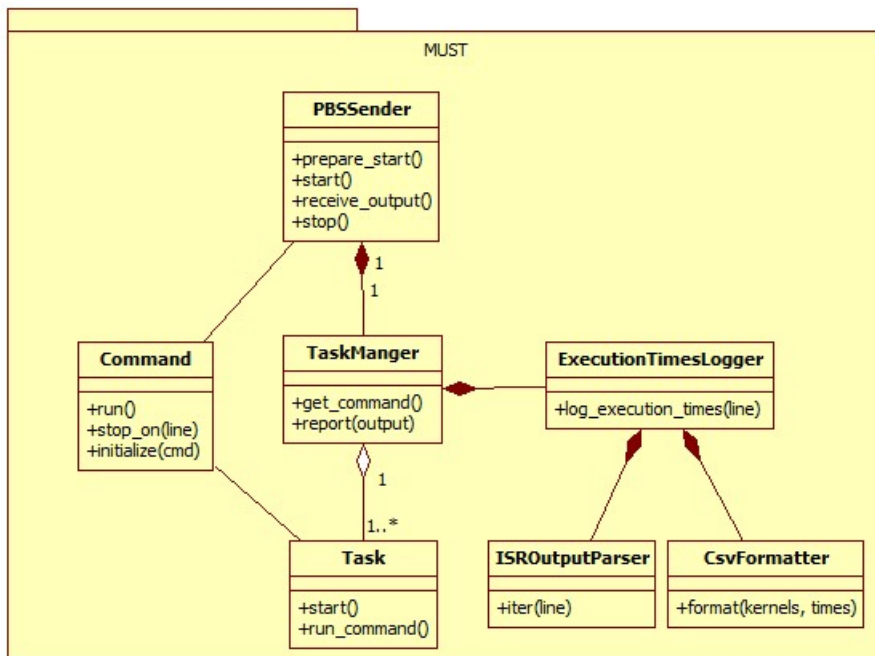 MUST
PBSSender
+prepare_start()
+start()
+receive_output()
+stop()
1
1
Command
+run()
+stop_on(line)
+initialize(cmd)
TaskManger
+get_command()
+report(output)
ExecutionTimesLogger
+log_execution_times(line)
1
1..*
Task
+start()
+run_command()
ISROutputParser
+iter(line)
CsvFormatter
+format(kernels, times)